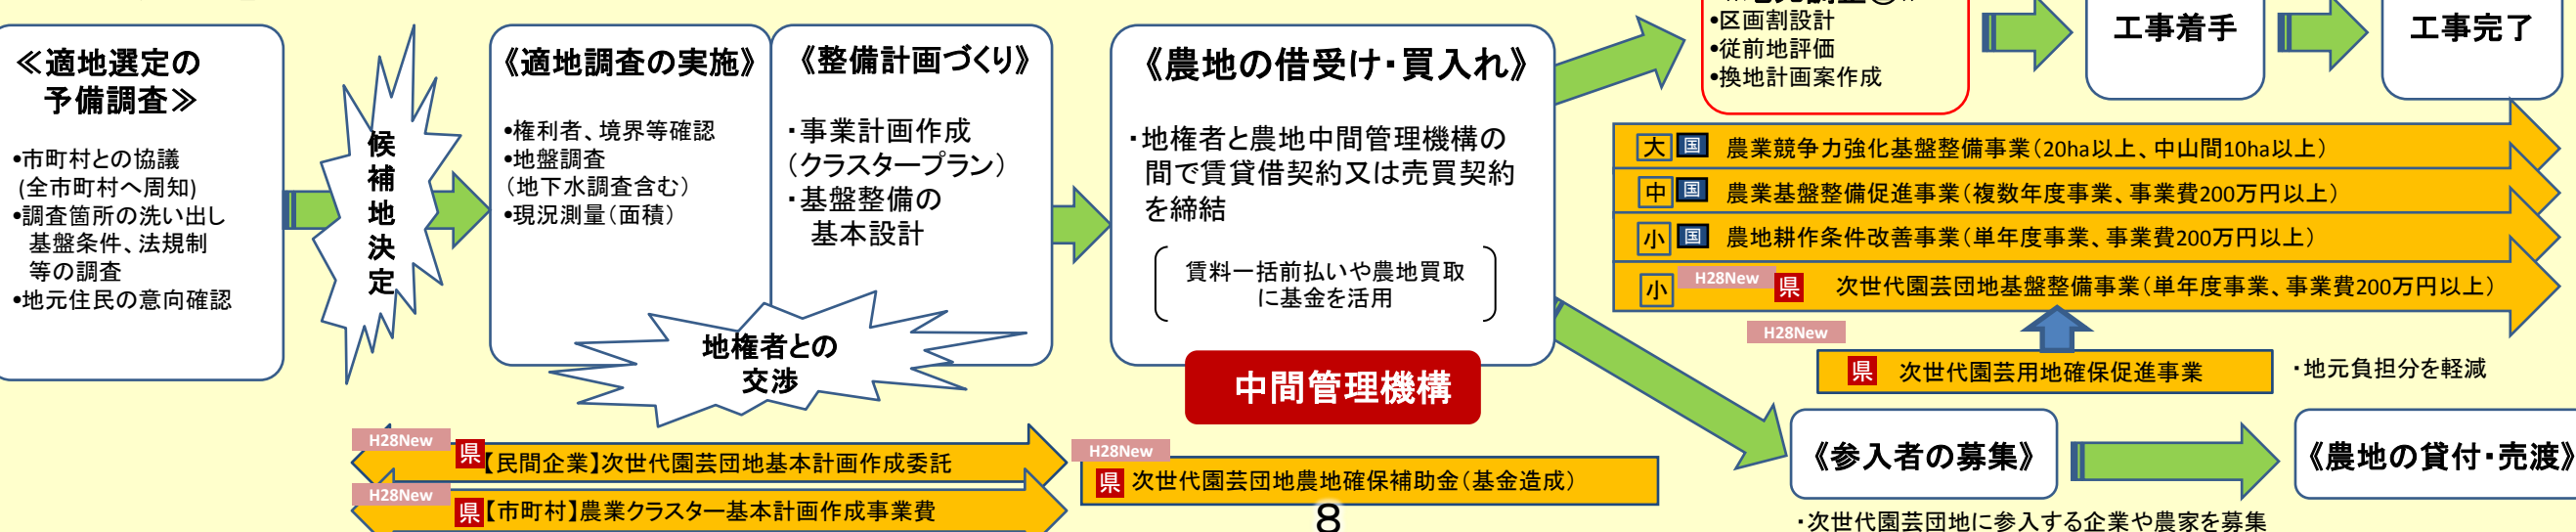 ≪適地選定の
予備調査≫
•市町村との協議
(全市町村へ周知)
•調査箇所の洗い出し
基盤条件、法規制
等の調査
•地元住民の意向確認
候補地決定
《適地調査の実施》
•権利者、境界等確認
•地盤調査
(地下水調査含む)
•現況測量(面積)
《整備計画づくり》
・事業計画作成
(クラスタープラン)
・基盤整備の
基本設計
地権者との
交渉
《農地の借受け・買入れ》
・地権者と農地中間管理機構の
間で賃貸借契約又は売買契約
を締結
賃料一括前払いや農地買取
に基金を活用
中間管理機構
•区画割設計
•従前地評価
•換地計画案作成
工事着手
工事完了
大 国 農業競争力強化基盤整備事業(20ha以上、中山間10ha以上)
中 国 農業基盤整備促進事業(複数年度事業、事業費200万円以上)
小 国 農地耕作条件改善事業(単年度事業、事業費200万円以上)
小 H28New 県 次世代園芸団地基盤整備事業(単年度事業、事業費200万円以上)
H28New
県 次世代園芸用地確保促進事業
・地元負担分を軽減
H28New
県【民間企業】次世代園芸団地基本計画作成委託
H28New
県【市町村】農業クラスター基本計画作成事業費
H28New
県 次世代園芸団地農地確保補助金(基金造成)
《参入者の募集》
《農地の貸付・売渡》
・次世代園芸団地に参入する企業や農家を募集
8